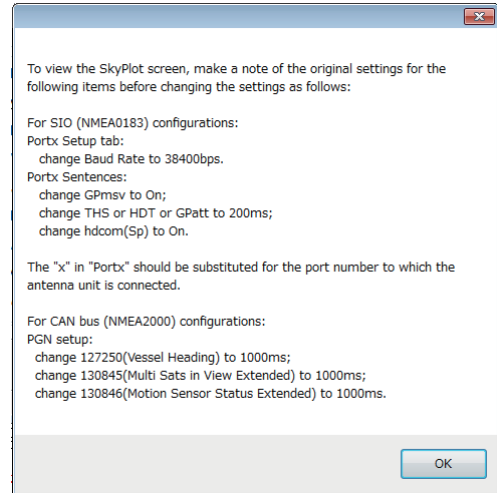 To view the SkyPlot screen, make a note of the original settings for the
following items before changing the settings as follows:
For SIO (NMEA0183) configurations:
Portx Setup tab:
change Baud Rate to 38400bps.
Portx Sentences:
change GPmsv to On;
change THS or HDT or GPatt to 200ms;
change hdcom(Sp) to On.
The "x" in "Portx" should be substituted for the port number to which the
antenna unit is connected.
For CAN bus (NMEA2000) configurations:
PGN setup:
change 127250(Vessel Heading) to 1000ms;
change 130845(Multi Sats in View Extended) to 1000ms;
change 130846(Motion Sensor Status Extended) to 1000ms.
OK